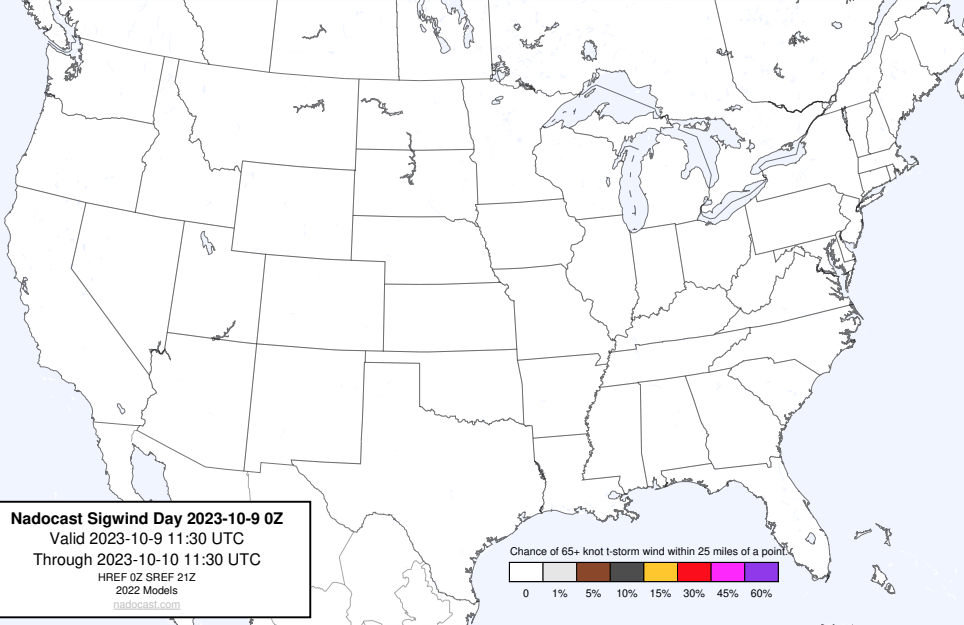 Nadocast Sigwind Day 2023-10-9 0Z
Valid 2023-10-9 11:30 UTC
Through 2023-10-10 11:30 UTC
HREF 0Z SREF 21Z
2022 Models
nadocast.com
Chance of 65+ knot t-storm wind within 25 miles of a point.
0 1% 5% 10% 15% 30% 45% 60%